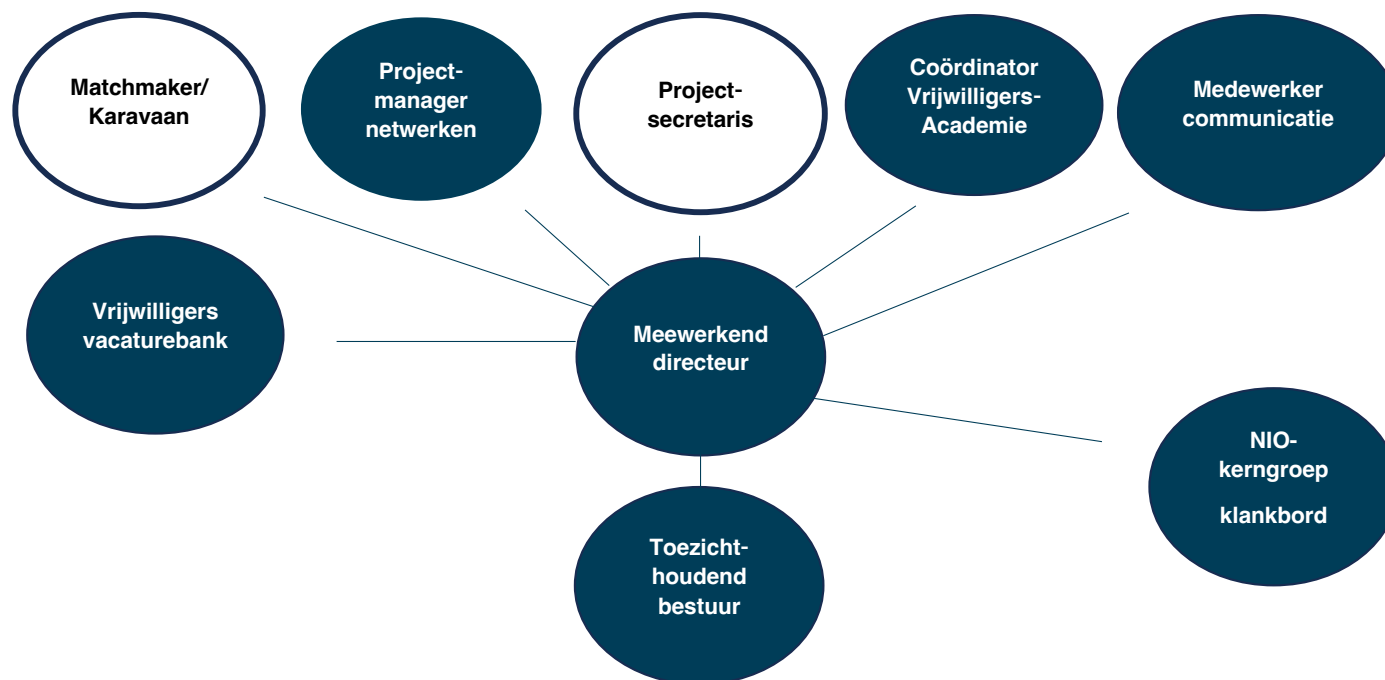 Matchmaker/
Karavaan
Project-
manager
netwerken
Project-
secretaris
Coördinator
Vrijwilligers-
Academie
Medewerker
communicatie
Vrijwilligers
vacaturebank
Meewerkend
directeur
NIO-
kerngroep
klankbord
Toezicht-
houdend
bestuur